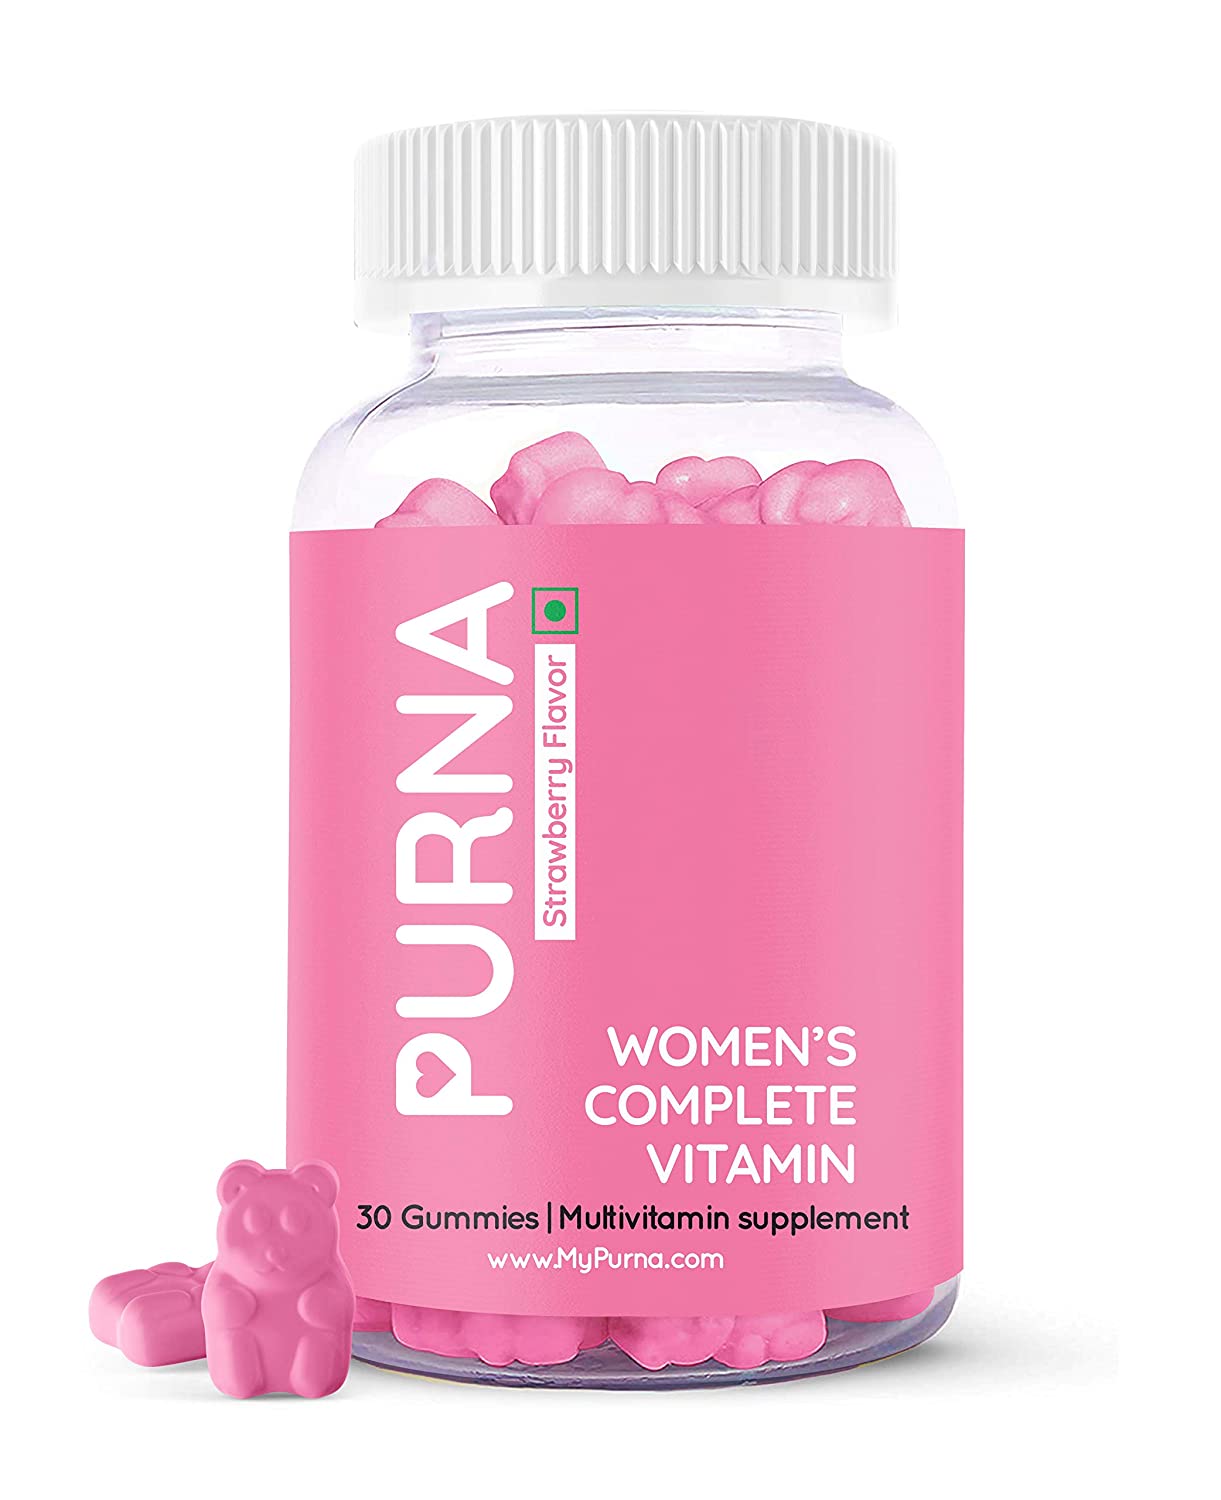 PURNA
Strawberry Flavor
WOMEN'S
COMPLETE
VITAMIN
30 Gummies | Multivitamin supplement
www.MyPurna.com